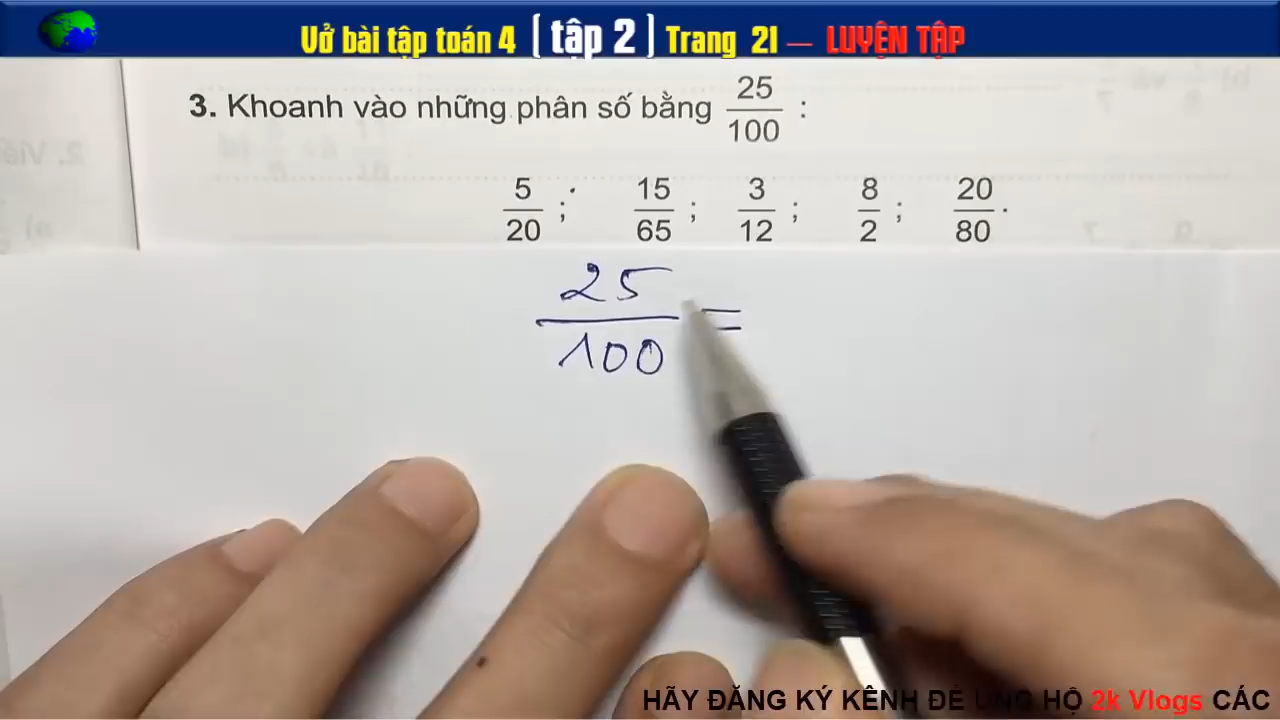 Vở bài tập toán 4 ( tập 2 ) Trang 21 — LUYỆN TẬP
3. Khoanh vào những phân số bằng 25/100 :
5/20 ; 15/65 ; 3/12 ; 8/2 ; 20/80 .
25/100 =
HÃY ĐĂNG KÝ KÊNH ĐỂ ỦNG HỘ 2k Vlogs CÁC